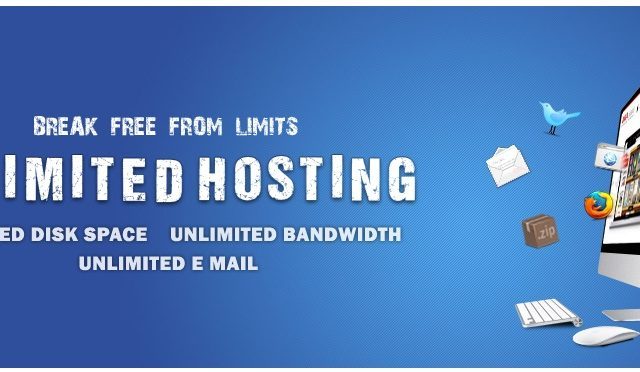 BREAK FREE FROM LIMITS
IMITED HOSTING
ED DISK SPACE UNLIMITED BANDWIDTH
UNLIMITED E MAIL
.zip